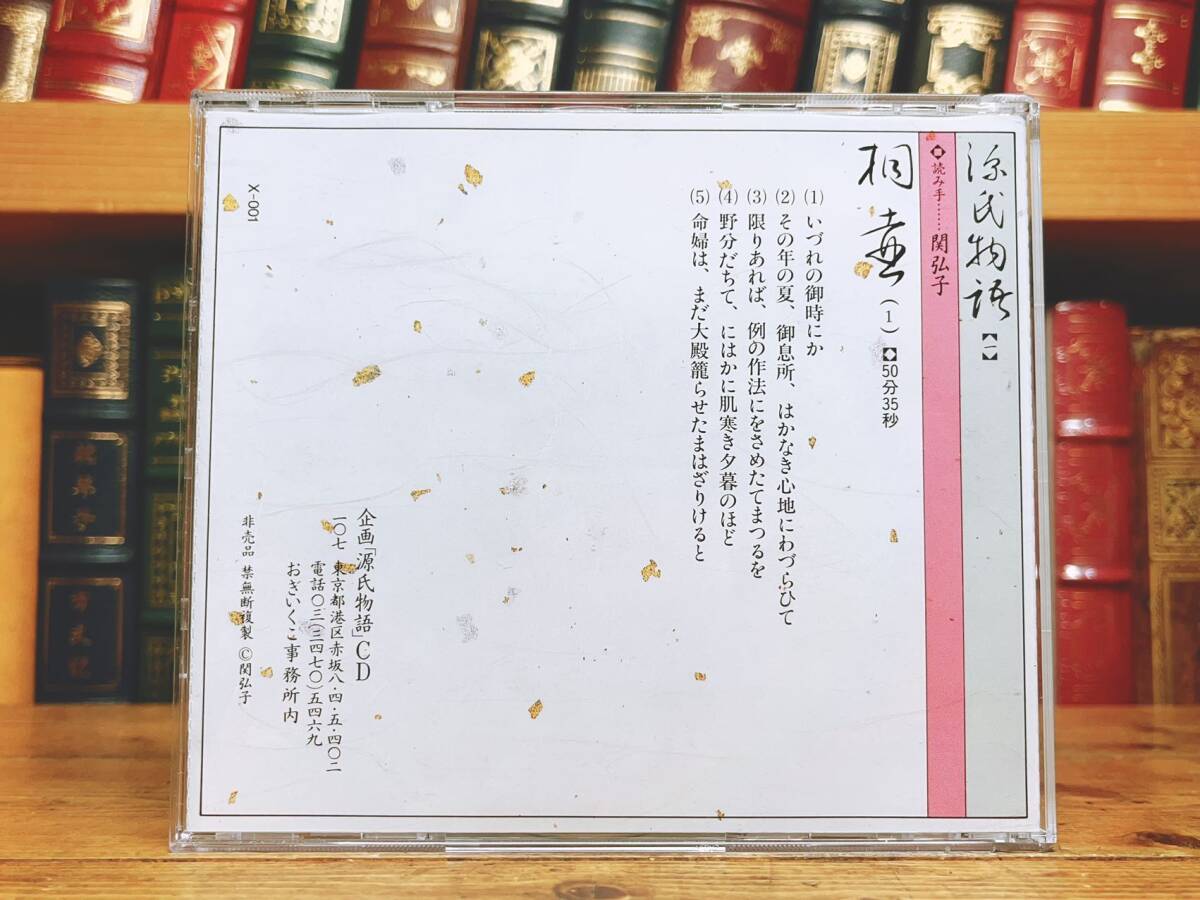 源氏物語【一】
◆読み手……関弘子
桐壷(1)◆50分35秒
(1) いづれの御時にか
(2) その年の夏、御息所、はかなき心地にわづらひて
(3) 限りあれば、例の作法にをさめたてまつるを
(4) 野分だちて、にはかに肌寒き夕暮のほど
(5) 命婦は、まだ大殿籠らせたまはざりけると
企画「源氏物語」CD
一〇七 東京都港区赤坂八・四・五・四〇二
電話〇三(三四七〇)五四六九
おぎいくこ事務所内
非売品 禁無断複製 ©関弘子
X-001